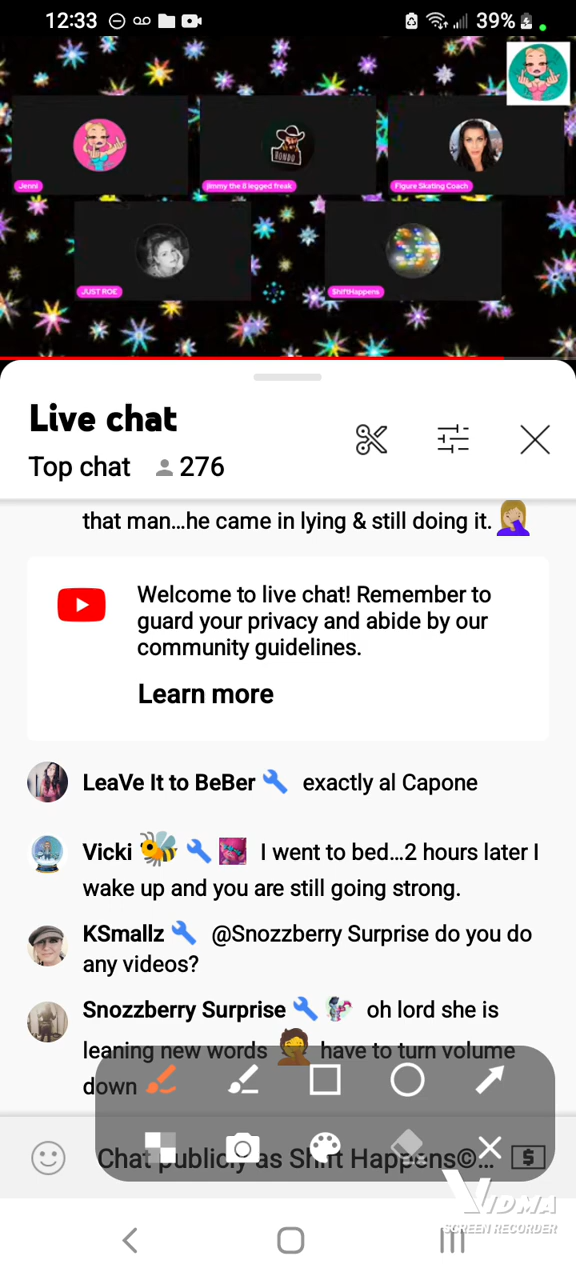 12:33
39%
Jenni
jimmy the 8 legged freak
Figure Skating Coach
JUST ROE
ShiftHappens
Live chat
Top chat 276
that man...he came in lying & still doing it.
Welcome to live chat! Remember to
guard your privacy and abide by our
community guidelines.
Learn more
LeaVe It to BeBer exactly al Capone
Vicki I went to bed...2 hours later I
wake up and you are still going strong.
KSmallz @Snozzberry Surprise do you do
any videos?
Snozzberry Surprise oh lord she is
leaning new words have to turn volume
down
Chat publicly as Shift Happens©...
$
VIDMA
SCREEN RECORDER